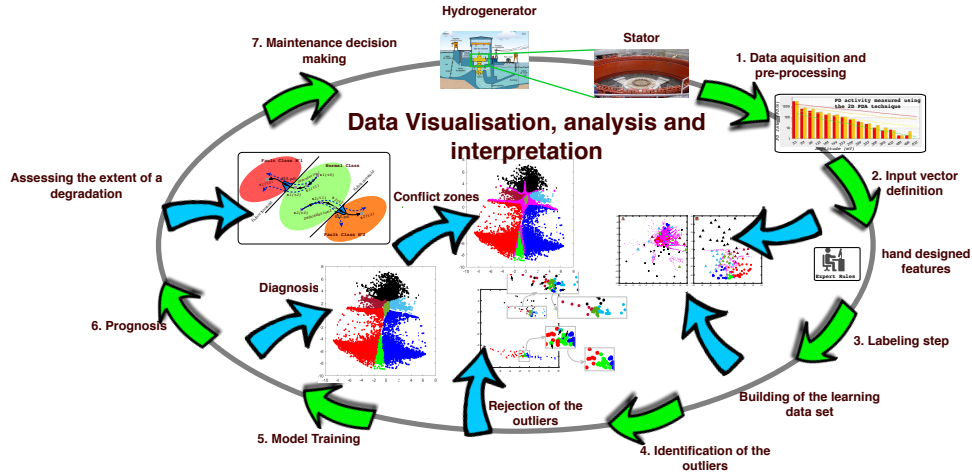 Hydrogenerator
7. Maintenance decision
making
Stator
1. Data aquisition and
pre-processing
PD activity measured using
the 2D PDA technique
Data Visualisation, analysis and
interpretation
Fault Class N°1
Normal Class
Fault Class N°2
Assessing the extent of a
degradation
Conflict zones
2. Input vector
definition
A
B
hand designed
features
Expert Rules
Diagnosis
6. Prognosis
3. Labeling step
Building of the learning
data set
Rejection of the
outliers
5. Model Training
4. Identification of the
outliers